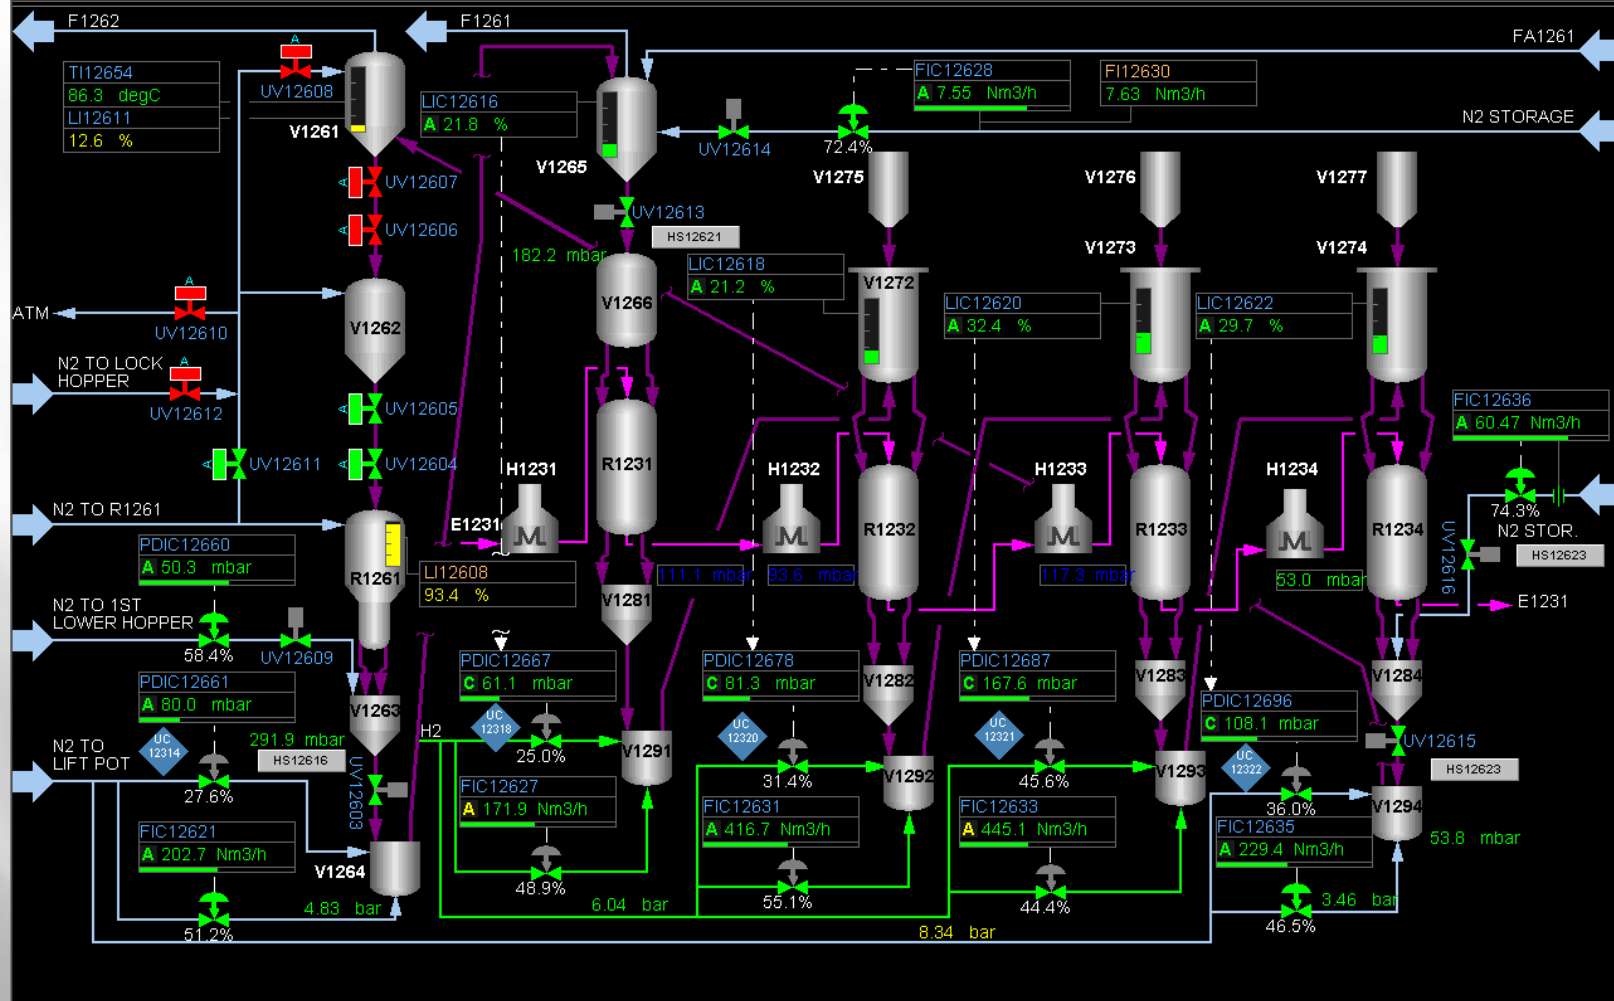 F1262
F1261
FA1261
A
TI12654
86.3 degC
LI12611
12.6 %
UV12608
V1261
LIC12616
A 21.8 %
V1265
FIC12628
A 7.55 Nm3/h
FI12630
7.63 Nm3/h
N2 STORAGE
UV12614
72.4%
V1275
V1276
V1277
A UV12607
A UV12606
UV12613
HS12621
182.2 mbar
LIC12618
A 21.2 %
V1272
V1273
V1274
LIC12620
A 32.4 %
LIC12622
A 29.7 %
V1266
A
ATM
UV12610
V1262
N2 TO LOCK
HOPPER
A
UV12612
A UV12605
A UV12611
A UV12604
FIC12636
A 60.47 Nm3/h
74.3%
N2 STOR.
HS12623
UV12616
N2 TO R1261
E1231
H1231
R1231
H1232
R1232
H1233
R1233
H1234
R1234
PDIC12660
A 50.3 mbar
R1261
LI12608
93.4 %
111.1 mbar
93.6 mbar
117.3 mbar
53.0 mbar
E1231
N2 TO 1ST
LOWER HOPPER
58.4%
UV12609
V1281
PDIC12661
A 80.0 mbar
V1263
PDIC12667
C 61.1 mbar
PDIC12678
C 81.3 mbar
V1282
PDIC12687
C 167.6 mbar
V1283
PDIC12696
C 108.1 mbar
V1284
N2 TO
LIFT POT
UC
12314
27.6%
291.9 mbar
HS12616
UV12603
H2
UC
12318
25.0%
V1291
UC
12320
31.4%
V1292
UC
12321
45.6%
V1293
UC
12322
36.0%
UV12615
HS12623
V1294
53.8 mbar
FIC12621
A 202.7 Nm3/h
51.2%
V1264
4.83 bar
FIC12627
A 171.9 Nm3/h
48.9%
6.04 bar
FIC12631
A 416.7 Nm3/h
55.1%
FIC12633
A 445.1 Nm3/h
44.4%
8.34 bar
FIC12635
A 229.4 Nm3/h
46.5%
3.46 bar